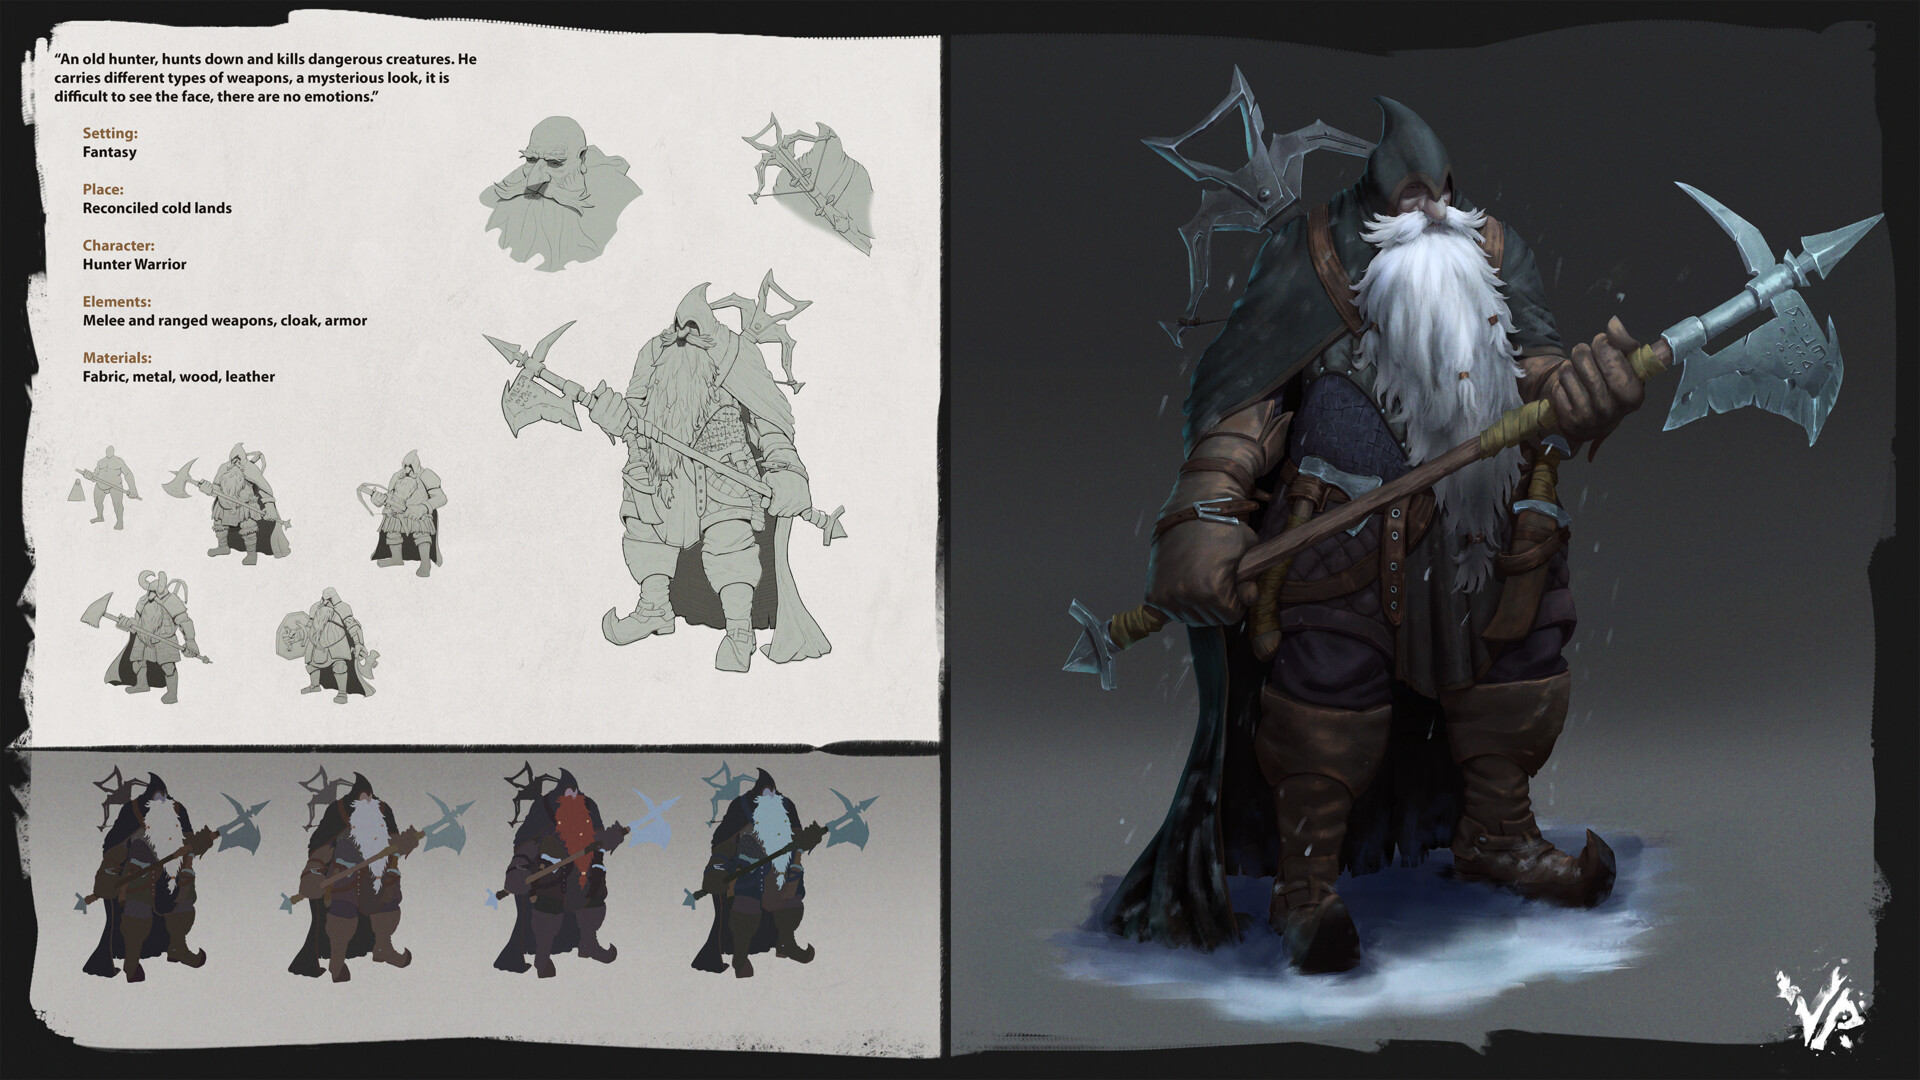 “An old hunter, hunts down and kills dangerous creatures. He
carries different types of weapons, a mysterious look, it is
difficult to see the face, there are no emotions.”
Setting:
Fantasy
Place:
Reconciled cold lands
Character:
Hunter Warrior
Elements:
Melee and ranged weapons, cloak, armor
Materials:
Fabric, metal, wood, leather